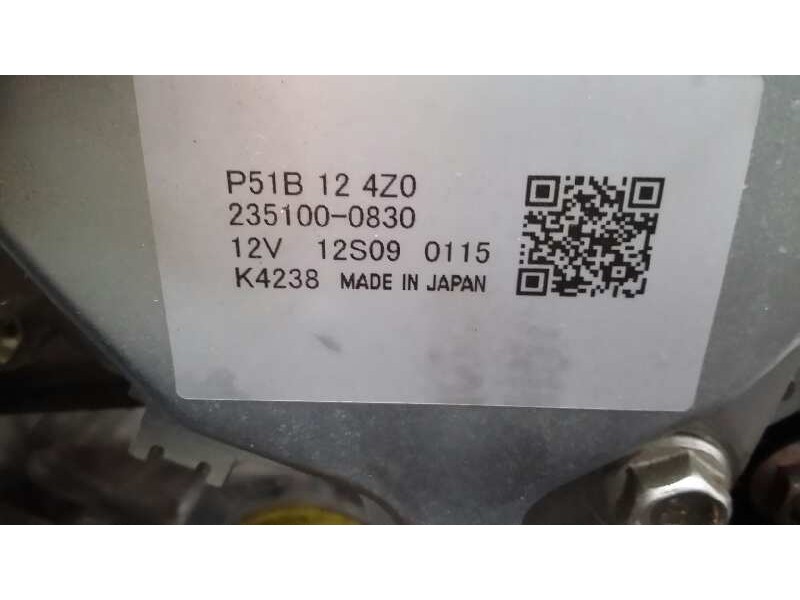 P51B 12 4Z0
235100-0830
12V 12S09 0115
K4238 MADE IN JAPAN